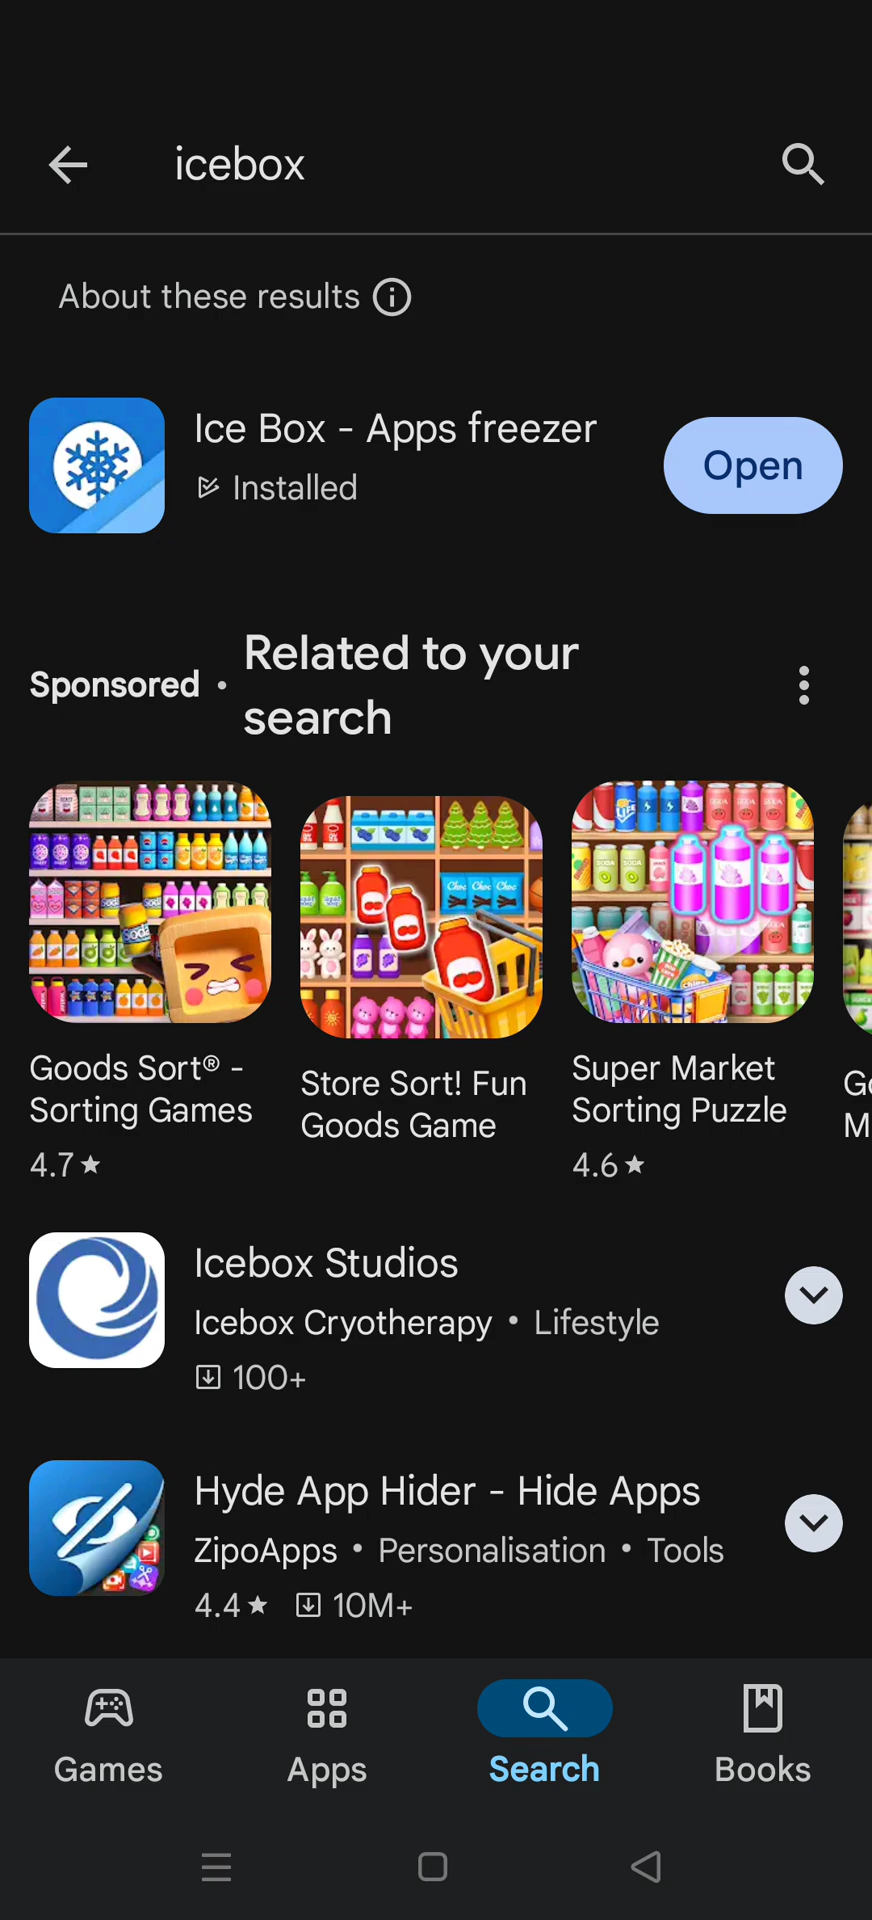 icebox
About these results
Ice Box - Apps freezer
Installed
Open
Sponsored •
Related to your
search
Goods Sort® -
Sorting Games
4.7
Store Sort! Fun
Goods Game
Super Market
Sorting Puzzle
4.6
Icebox Studios
Icebox Cryotherapy • Lifestyle
100+
Hyde App Hider - Hide Apps
ZipoApps • Personalisation • Tools
4.4 10M+
Games
Apps
Search
Books